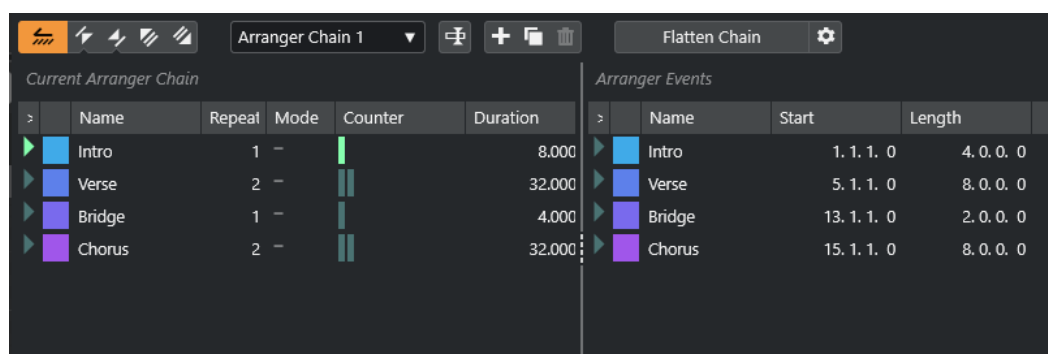 Arranger Chain 1 Flatten Chain
Current Arranger Chain Arranger Events
Name Repeat Mode Counter Duration Name Start Length
Intro 1 – 8.000 Intro 1. 1. 1. 0 4. 0. 0. 0
Verse 2 – 32.000 Verse 5. 1. 1. 0 8. 0. 0. 0
Bridge 1 – 4.000 Bridge 13. 1. 1. 0 2. 0. 0. 0
Chorus 2 – 32.000 Chorus 15. 1. 1. 0 8. 0. 0. 0